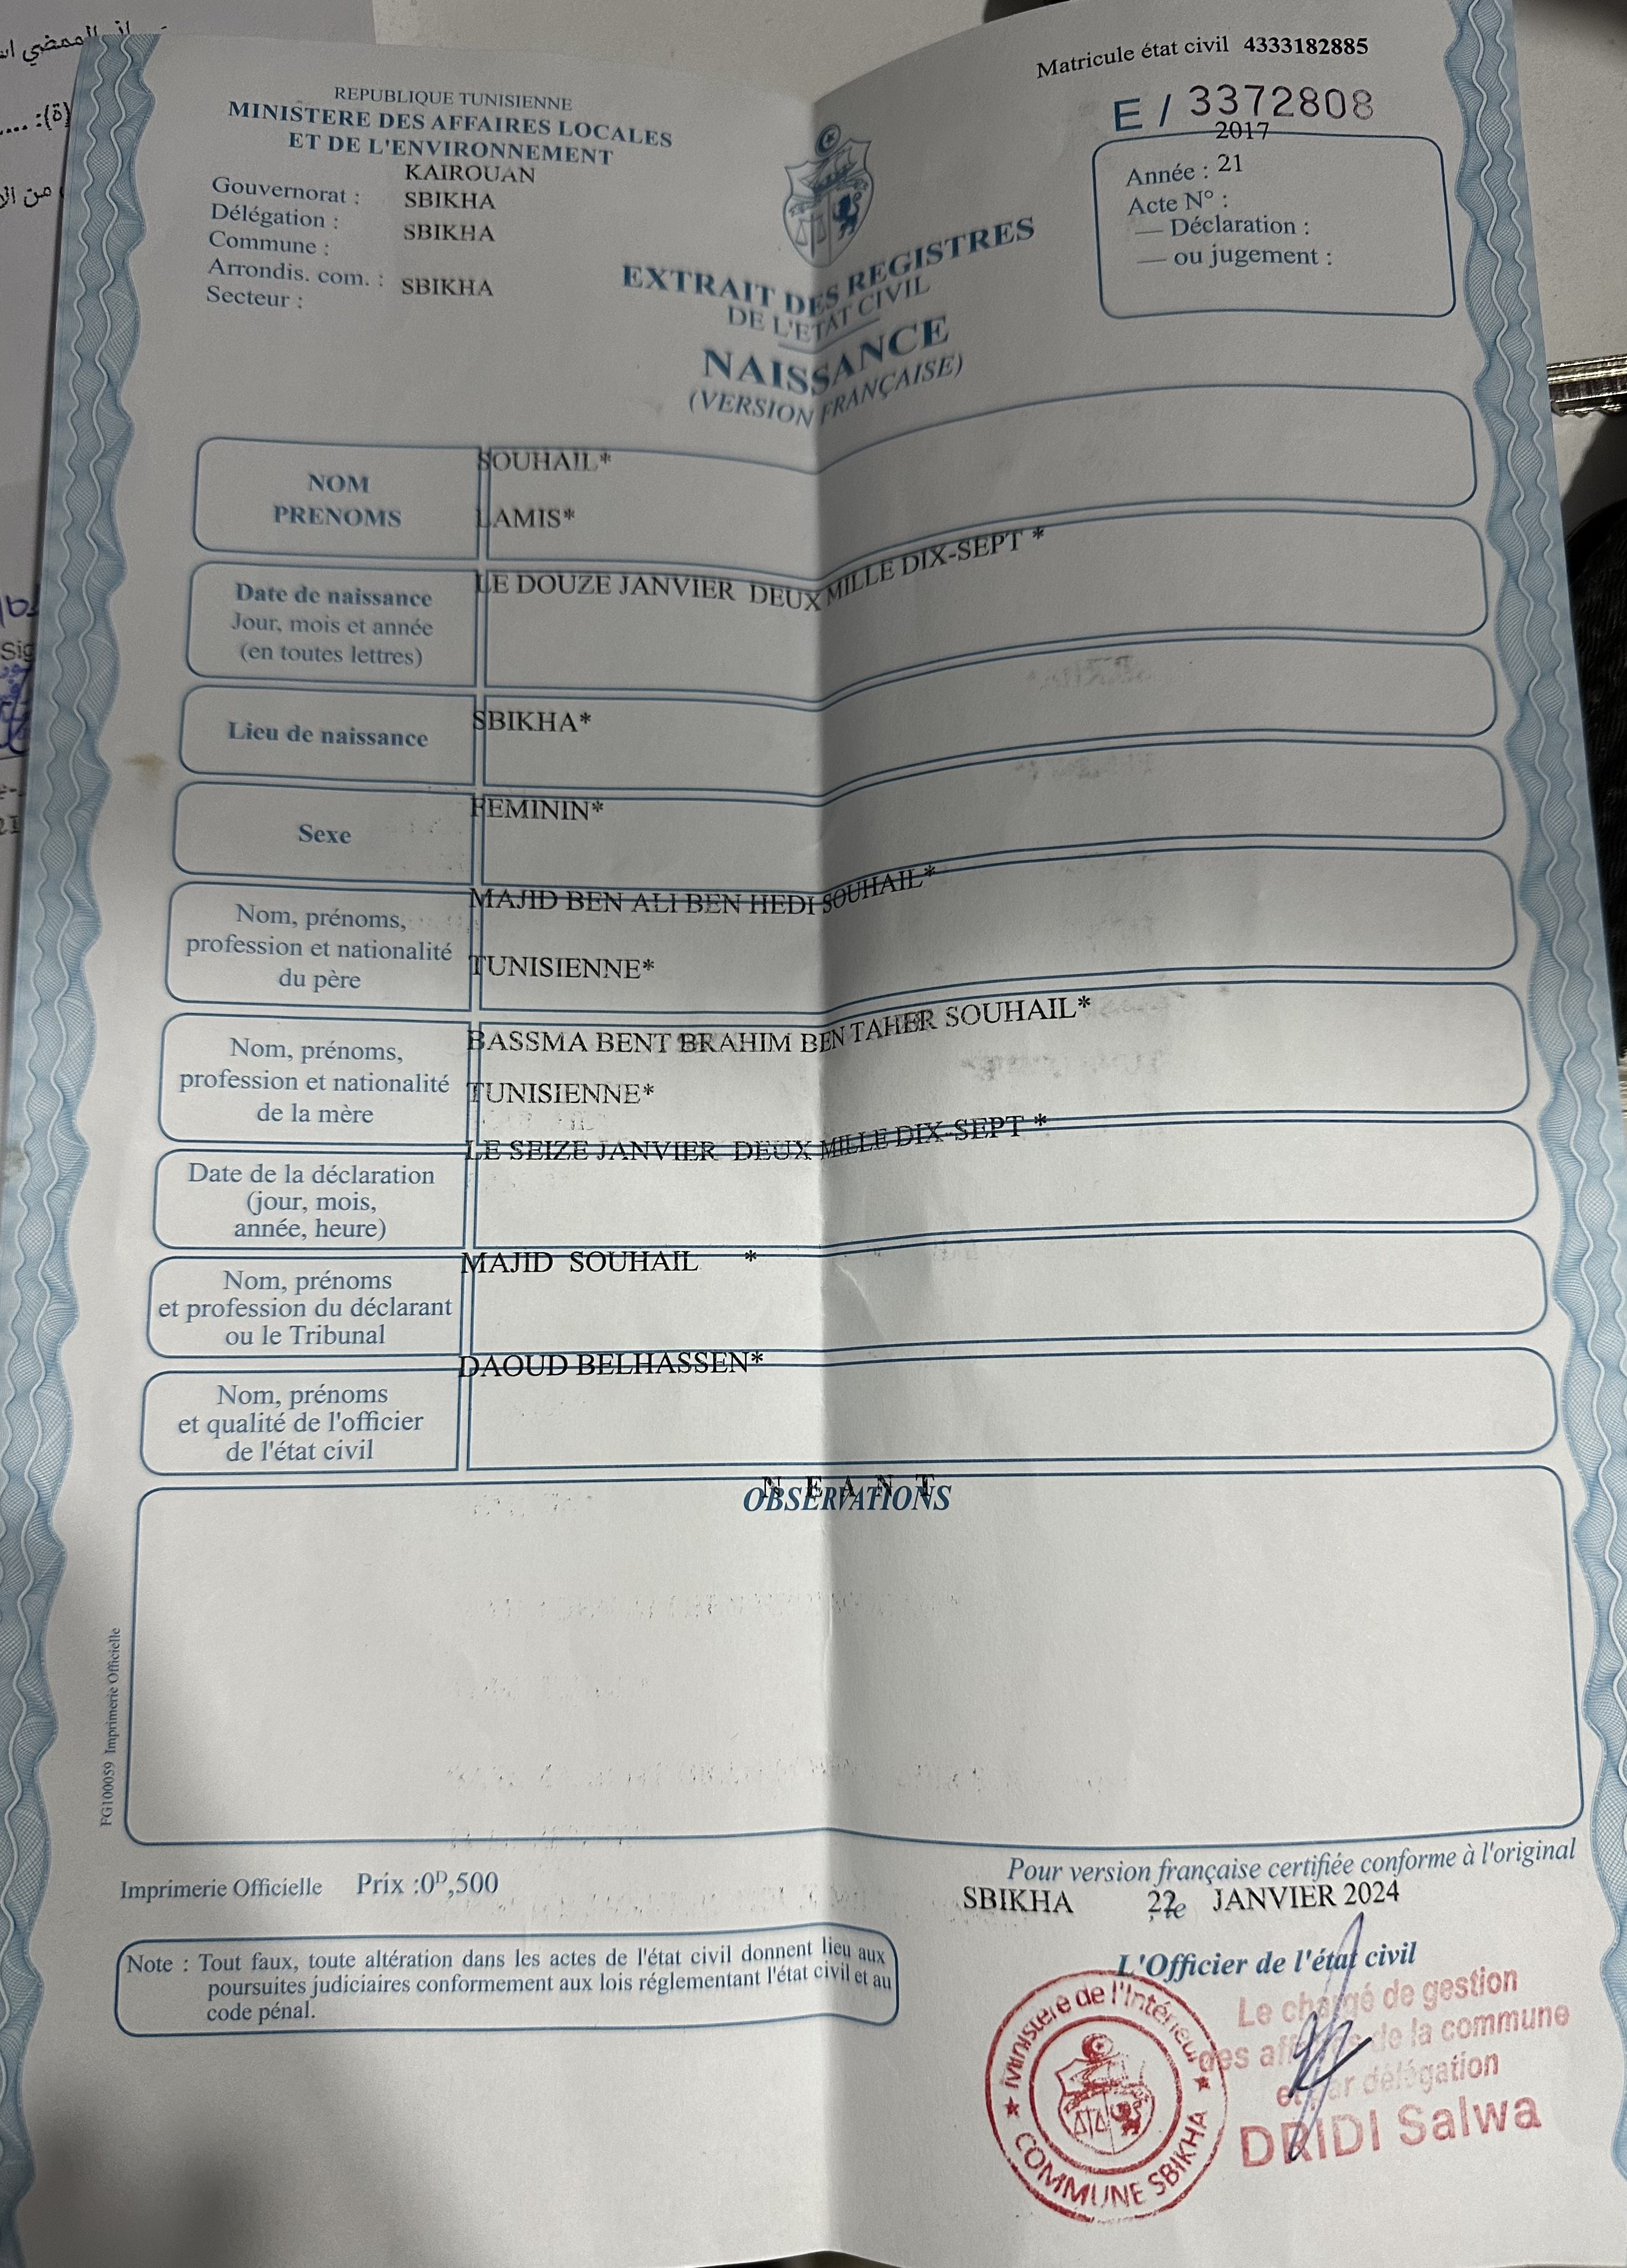 Matricule état civil 4333182885
E / 3372808
REPUBLIQUE TUNISIENNE
MINISTERE DES AFFAIRES LOCALES
ET DE L'ENVIRONNEMENT
KAIROUAN
Gouvernorat : SBIKHA
Délégation :
Commune : SBIKHA
Arrondis. com. :
Secteur : SBIKHA
2017
Année : 21
Acte N° :
— Déclaration :
— ou jugement :
EXTRAIT DES REGISTRES
DE L'ETAT CIVIL
NAISSANCE
(VERSION FRANÇAISE)
NOM
PRENOMS
SOUHAIL*
LAMIS*
Date de naissance
Jour, mois et année
(en toutes lettres)
LE DOUZE JANVIER DEUX MILLE DIX-SEPT *
Lieu de naissance
SBIKHA*
Sexe
FEMININ*
Nom, prénoms,
profession et nationalité
du père
MAJID BEN ALI BEN HEDI SOUHAIL*
TUNISIENNE*
Nom, prénoms,
profession et nationalité
de la mère
BASSMA BENT BRAHIM BEN TAHER SOUHAIL*
TUNISIENNE*
Date de la déclaration
(jour, mois,
année, heure)
LE SEIZE JANVIER DEUX MILLE DIX-SEPT *
Nom, prénoms
et profession du déclarant
ou le Tribunal
MAJID SOUHAIL *
Nom, prénoms
et qualité de l'officier
de l'état civil
DAOUD BELHASSEN*
N E A N T
OBSERVATIONS
FG100059 Imprimerie Officielle
Imprimerie Officielle Prix :0ᴰ,500
Pour version française certifiée conforme à l'original
SBIKHA , le 22 JANVIER 2024
L'Officier de l'état civil
Note : Tout faux, toute altération dans les actes de l'état civil donnent lieu aux
poursuites judiciaires conformement aux lois réglementant l'état civil et au
code pénal.
Le chargé de gestion
des affaires de la commune
et par délégation
DRIDI Salwa
Ministère de l'Intérieur
COMMUNE SBIKHA